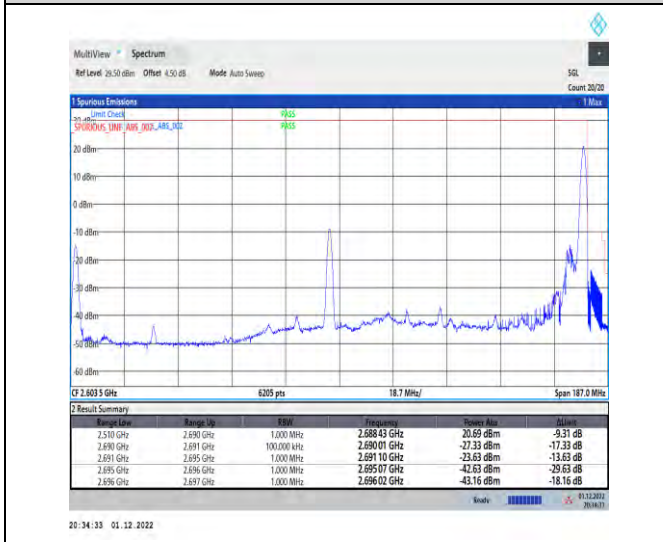 MultiView Spectrum
Ref Level 29.50 dBm Offset 4.50 dB Mode Auto Sweep SGL
Count 20/20
1 Spurious Emissions 1 Max
Limit Check PASS
30 dBm
_SPURIOUS_LINE_ABS_002 _ABS_002 PASS
20 dBm
10 dBm
0 dBm
-10 dBm
-20 dBm
-30 dBm
-40 dBm
-50 dBm
-60 dBm
CF 2.603 5 GHz 6205 pts 18.7 MHz/ Span 187.0 MHz
2 Result Summary
Range Low Range Up RBW Frequency Power Abs ΔLimit
2.510 GHz 2.690 GHz 1.000 MHz 2.688 43 GHz 20.69 dBm -9.31 dB
2.690 GHz 2.691 GHz 100.000 kHz 2.690 01 GHz -27.33 dBm -17.33 dB
2.691 GHz 2.695 GHz 1.000 MHz 2.691 10 GHz -23.63 dBm -13.63 dB
2.695 GHz 2.696 GHz 1.000 MHz 2.695 07 GHz -42.63 dBm -29.63 dB
2.696 GHz 2.697 GHz 1.000 MHz 2.696 02 GHz -43.16 dBm -18.16 dB
Ready 01.12.2022
20:34:33 01.12.2022